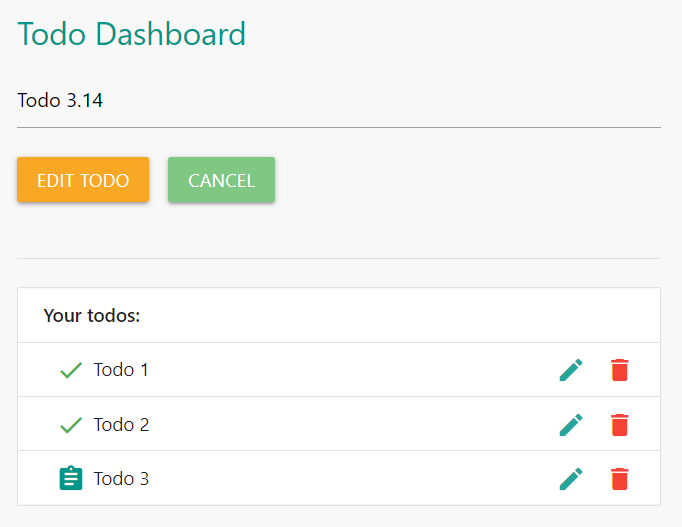 Todo Dashboard
Todo 3.14
EDIT TODO CANCEL
Your todos:
Todo 1
Todo 2
Todo 3